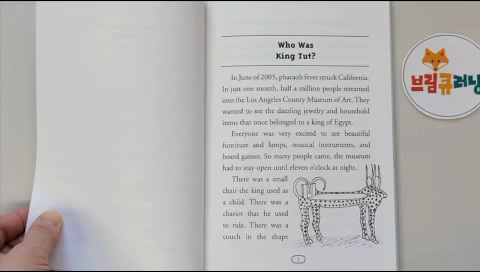 Who Was
King Tut?
In June of 2005, pharaoh fever struck California.
In just one month, half a million people streamed
into the Los Angeles County Museum of Art. They
wanted to see the dazzling jewelry and household
items that once belonged to a king of Egypt.
Everyone was very excited to see beautiful
furniture and lamps, musical instruments, and
board games. So many people came, the museum
had to stay open until eleven o'clock at night.
There was a small
chair the king used as
a child. There was a
chariot that he used
to ride. There was a
couch in the shape
1
브림큐러닝